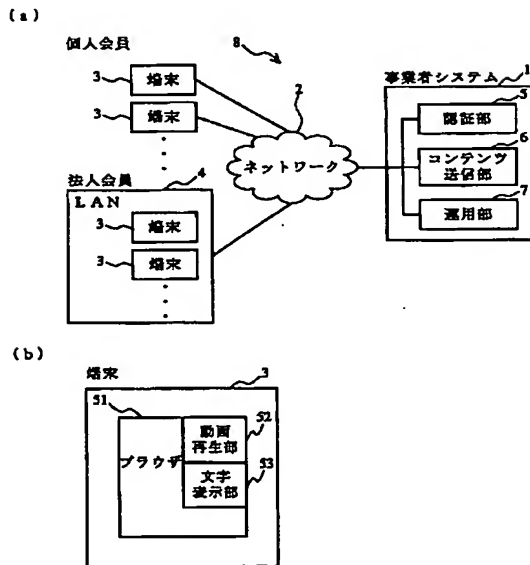 (a)
個人会員
8
3 端末
3 端末
2
ネットワーク
法人会員 4
LAN
3 端末
3 端末
事業者システム 1
5
認証部
6
コンテンツ
送信部
7
運用部
(b)
端末 3
51
ブラウザ
52
動画
再生部
53
文字
表示部